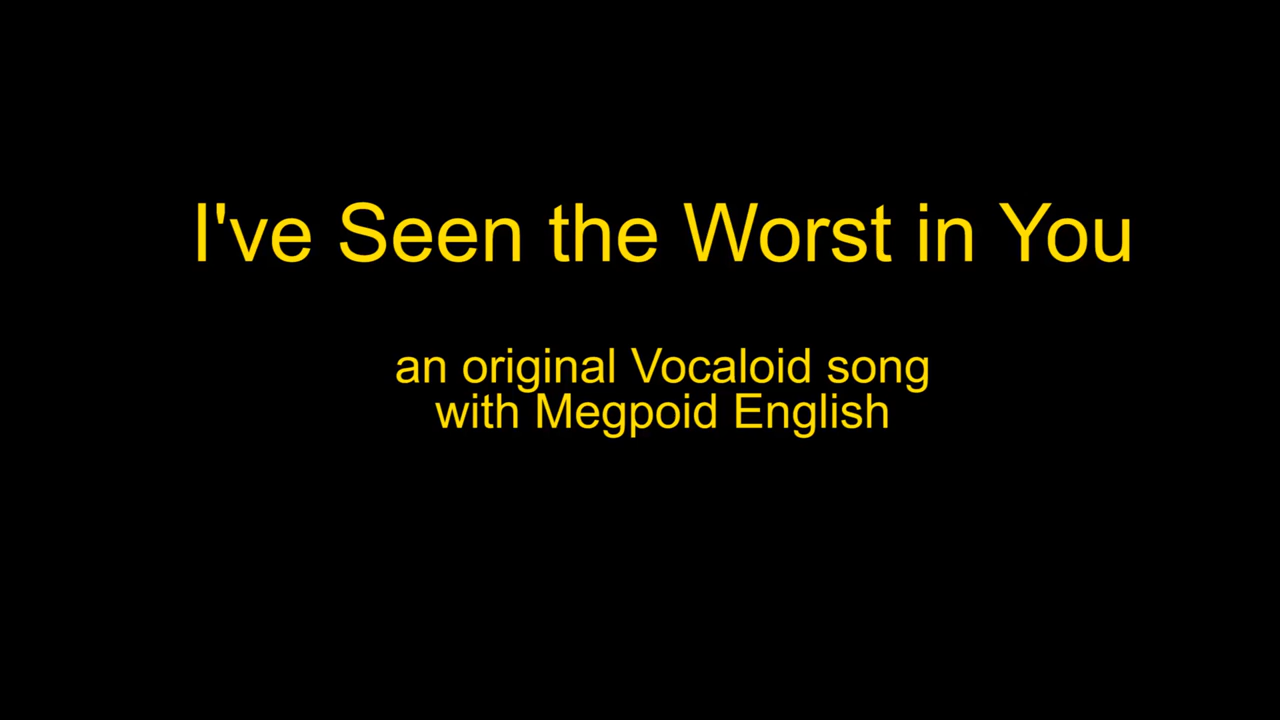 I've Seen the Worst in You
an original Vocaloid song
with Megpoid English